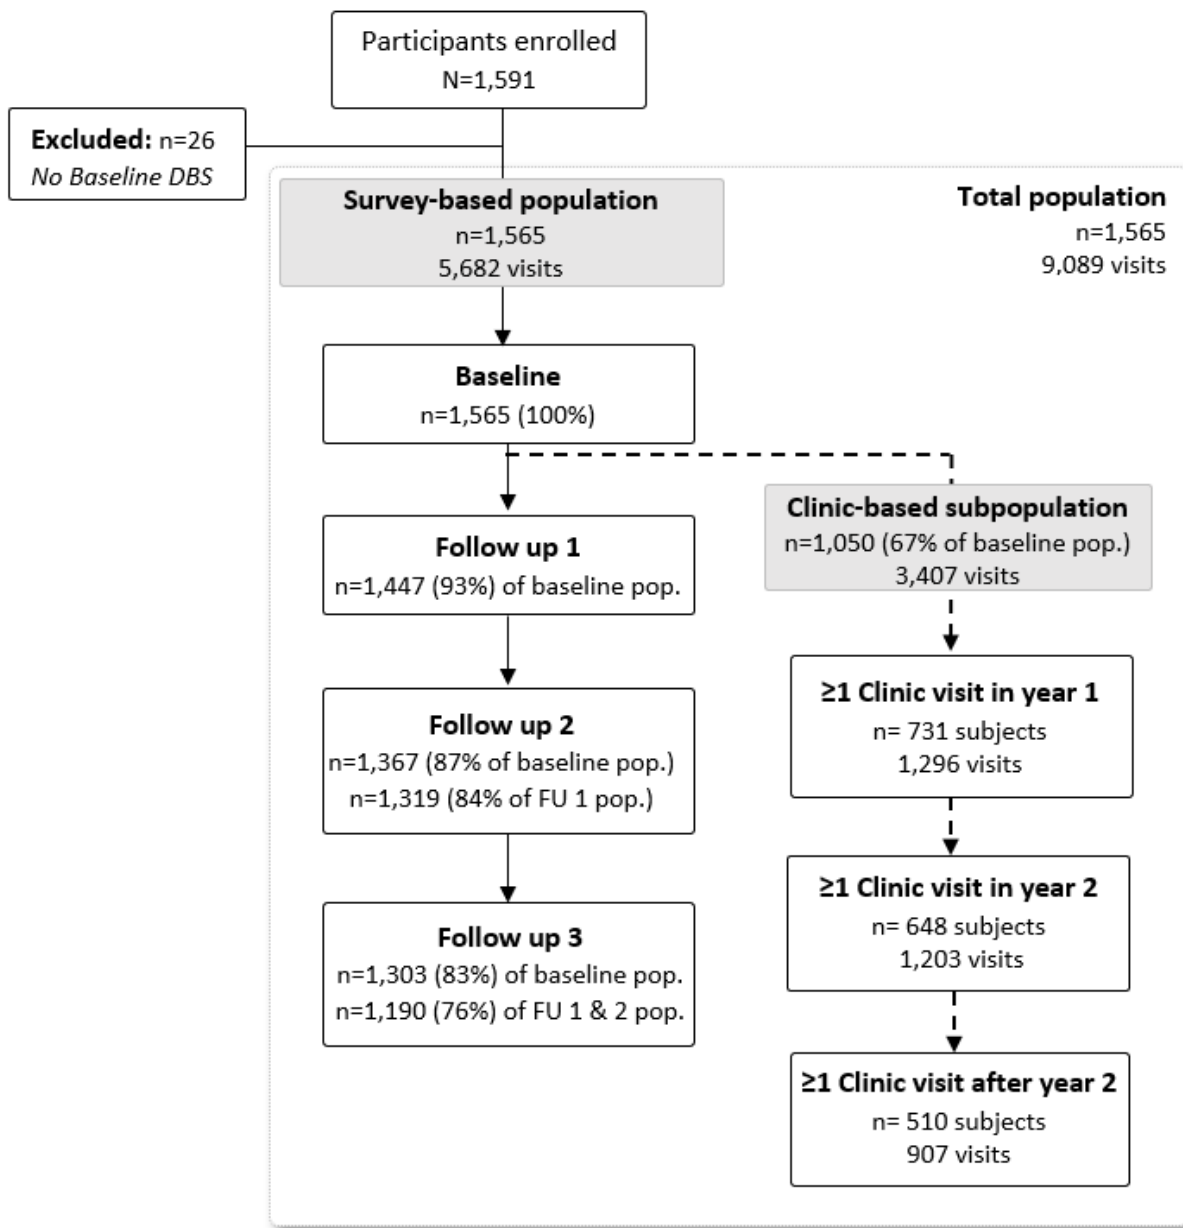 Participants enrolled
N=1,591
Excluded: n=26
No Baseline DBS
Survey-based population
n=1,565
5,682 visits
Total population
n=1,565
9,089 visits
Baseline
n=1,565 (100%)
Clinic-based subpopulation
n=1,050 (67% of baseline pop.)
3,407 visits
Follow up 1
n=1,447 (93%) of baseline pop.
≥1 Clinic visit in year 1
n= 731 subjects
1,296 visits
Follow up 2
n=1,367 (87% of baseline pop.)
n=1,319 (84% of FU 1 pop.)
≥1 Clinic visit in year 2
n= 648 subjects
1,203 visits
Follow up 3
n=1,303 (83%) of baseline pop.
n=1,190 (76%) of FU 1 & 2 pop.
≥1 Clinic visit after year 2
n= 510 subjects
907 visits